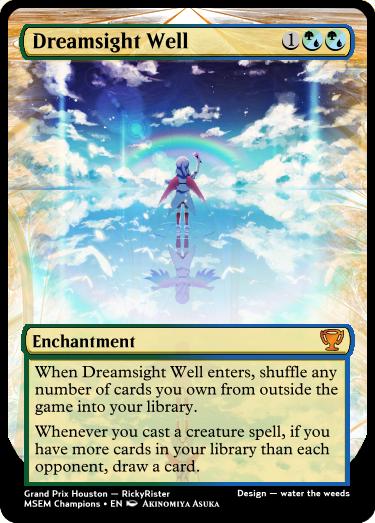 Dreamsight Well 1
Enchantment
When Dreamsight Well enters, shuffle any
number of cards you own from outside the
game into your library.
Whenever you cast a creature spell, if you
have more cards in your library than each
opponent, draw a card.
Grand Prix Houston — RickyRister
Design — water the weeds
MSEM Champions • EN Akinomiya Asuka